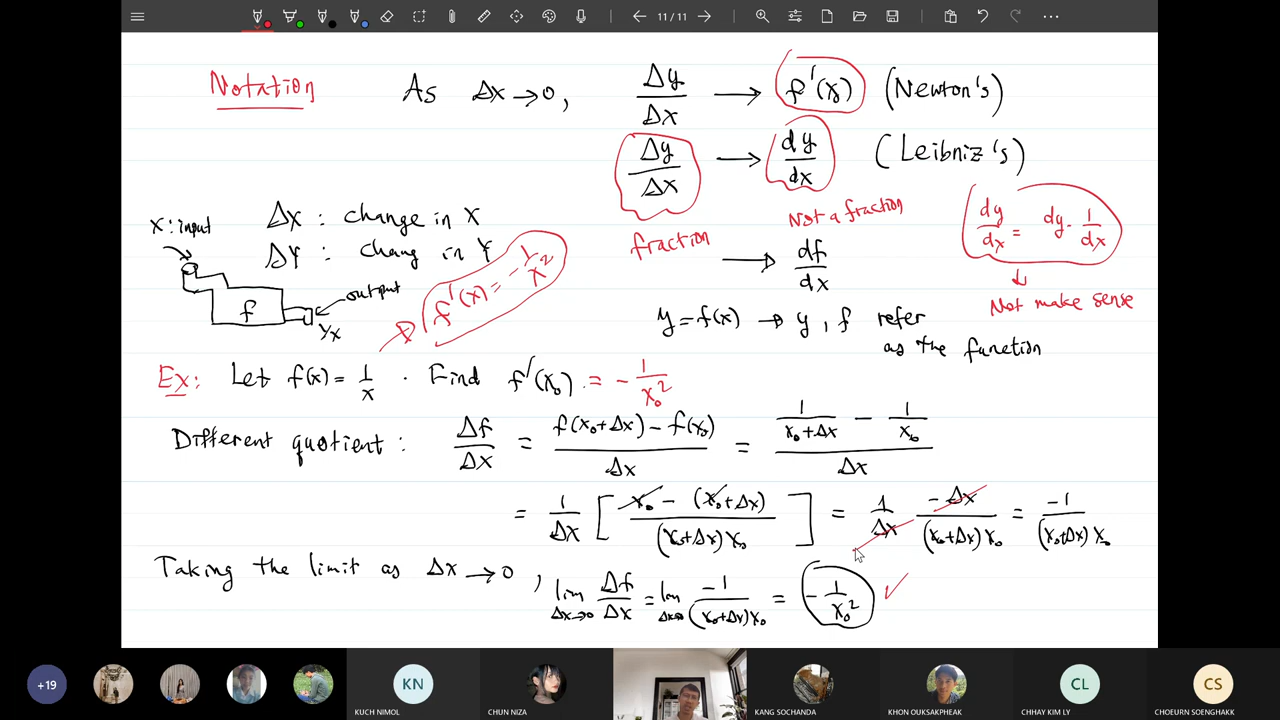 11 / 11
Notation As Δx → 0, Δy/Δx → f'(x) (Newton's)
Δy/Δx → dy/dx (Leibniz's)
x: input Δx : change in x fraction Not a fraction dy/dx = dy · 1/dx
Δy : chang in y → df/dx ↓ Not make sense
f output 1/x f'(x) = -1/x²
y = f(x) → y, f refer
as the function
Ex: Let f(x) = 1/x . Find f'(x₀) . = -1/x₀²
Different quotient : Δf/Δx = (f(x₀+Δx) - f(x₀))/Δx = (1/(x₀+Δx) - 1/x₀)/Δx
= 1/Δx [ (x₀ - (x₀+Δx))/((x₀+Δx)x₀) ] = 1/Δx · -Δx/((x₀+Δx)x₀) = -1/((x₀+Δx)x₀)
Taking the limit as Δx → 0 , lim Δx→0 Δf/Δx = lim Δx→0 -1/((x₀+Δx)x₀) = -1/x₀² ✓
+19 KN CL CS
KUCH NIMOL CHUN NIZA KANG SOCHANDA KHON OUKSAKPHEAK CHHAY KIM LY CHOEURN SOENGHAKK